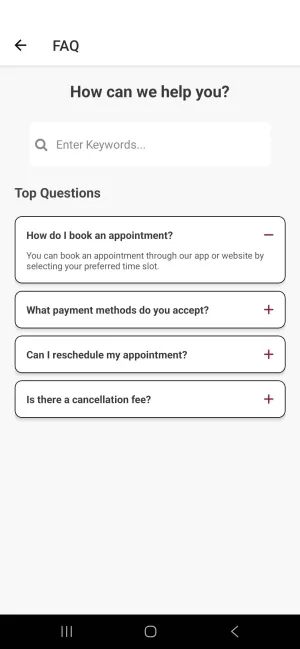 FAQ
How can we help you?
Enter Keywords...
Top Questions
How do I book an appointment?
You can book an appointment through our app or website by
selecting your preferred time slot.
What payment methods do you accept?
Can I reschedule my appointment?
Is there a cancellation fee?